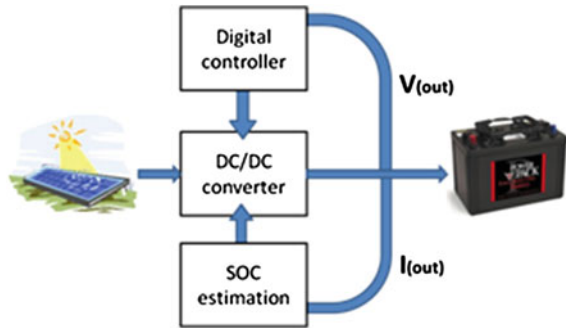 Digital
controller
V(out)
DC/DC
converter
SOC
estimation
I(out)